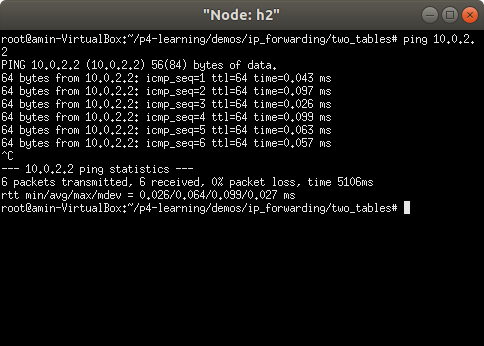 "Node: h2"
root@amin-VirtualBox:~/p4-learning/demos/ip_forwarding/two_tables# ping 10.0.2.
2
PING 10.0.2.2 (10.0.2.2) 56(84) bytes of data.
64 bytes from 10.0.2.2: icmp_seq=1 ttl=64 time=0.043 ms
64 bytes from 10.0.2.2: icmp_seq=2 ttl=64 time=0.097 ms
64 bytes from 10.0.2.2: icmp_seq=3 ttl=64 time=0.026 ms
64 bytes from 10.0.2.2: icmp_seq=4 ttl=64 time=0.099 ms
64 bytes from 10.0.2.2: icmp_seq=5 ttl=64 time=0.063 ms
64 bytes from 10.0.2.2: icmp_seq=6 ttl=64 time=0.057 ms
^C
--- 10.0.2.2 ping statistics ---
6 packets transmitted, 6 received, 0% packet loss, time 5106ms
rtt min/avg/max/mdev = 0.026/0.064/0.099/0.027 ms
root@amin-VirtualBox:~/p4-learning/demos/ip_forwarding/two_tables#